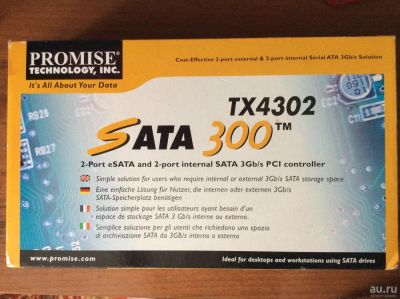 PROMISE®
TECHNOLOGY, INC.
It's All About Your Data
Cost-Effective 2-port external & 2-port internal Serial ATA 3Gb/s Solution
TX4302
SATA 300™
2-Port eSATA and 2-port internal SATA 3Gb/s PCI controller
Simple solution for users who require internal or external 3Gb/s SATA storage space
Eine einfache Lösung für Nutzer, die internen oder externen 3Gb/s
SATA-Speicherplatz benötigen
Solution simple pour les utilisateurs ayant besoin d'un
espace de stockage SATA 3 Gb/s interne ou externe.
Semplice soluzione per gli utenti che richiedono uno spazio
di archiviazione SATA da 3GB/s interno o esterno
www.promise.com
Ideal for desktops and workstations using SATA drives
RB26
RB27
au.ru